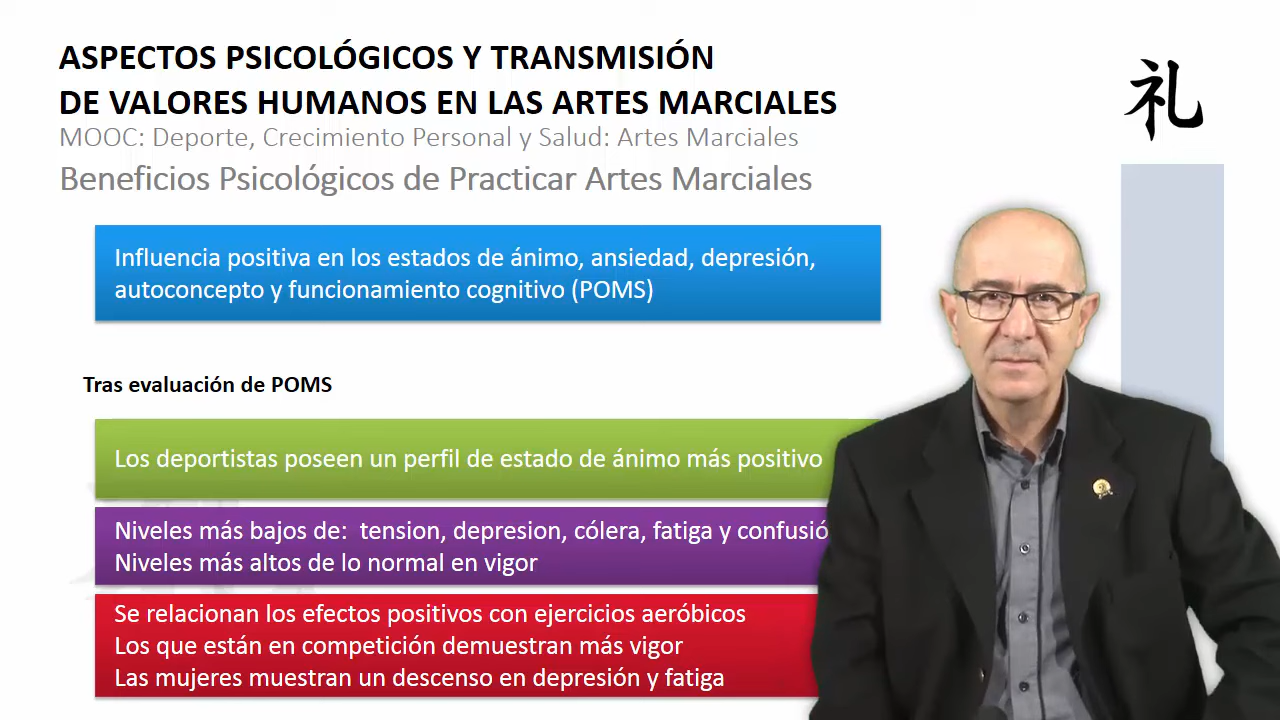 ASPECTOS PSICOLÓGICOS Y TRANSMISIÓN
DE VALORES HUMANOS EN LAS ARTES MARCIALES
礼
MOOC: Deporte, Crecimiento Personal y Salud: Artes Marciales
Beneficios Psicológicos de Practicar Artes Marciales
Influencia positiva en los estados de ánimo, ansiedad, depresión,
autoconcepto y funcionamiento cognitivo (POMS)
Tras evaluación de POMS
Los deportistas poseen un perfil de estado de ánimo más positivo
Niveles más bajos de: tension, depresion, cólera, fatiga y confusió
Niveles más altos de lo normal en vigor
Se relacionan los efectos positivos con ejercicios aeróbicos
Los que están en competición demuestran más vigor
Las mujeres muestran un descenso en depresión y fatiga